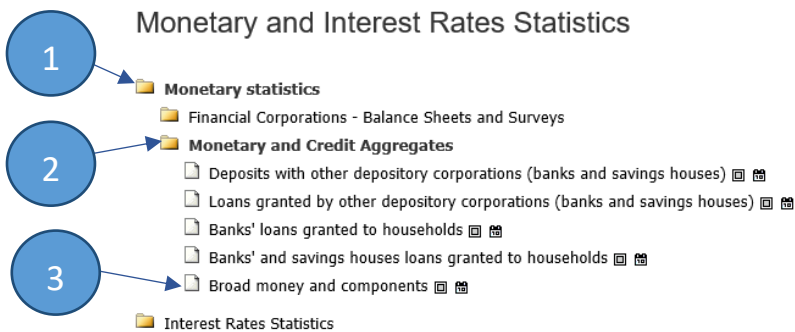 Monetary and Interest Rates Statistics
1
Monetary statistics
Financial Corporations - Balance Sheets and Surveys
2
Monetary and Credit Aggregates
Deposits with other depository corporations (banks and savings houses)
Loans granted by other depository corporations (banks and savings houses)
Banks' loans granted to households
Banks' and savings houses loans granted to households
3
Broad money and components
Interest Rates Statistics